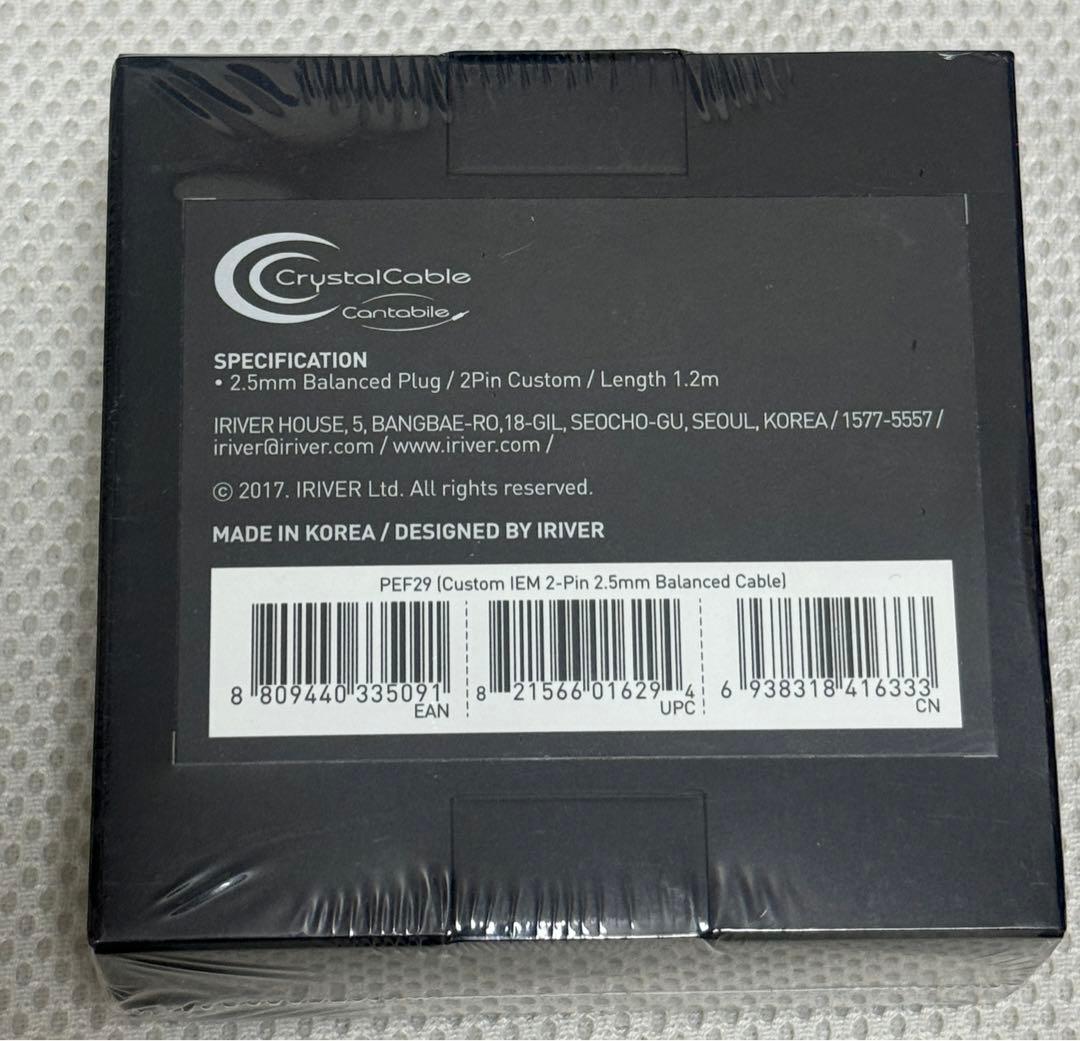 CrystalCable
Cantabile
SPECIFICATION
• 2.5mm Balanced Plug / 2Pin Custom / Length 1.2m
IRIVER HOUSE, 5, BANGBAE-RO,18-GIL, SEOCHO-GU, SEOUL, KOREA / 1577-5557 /
iriver@iriver.com / www.iriver.com /
© 2017. IRIVER Ltd. All rights reserved.
MADE IN KOREA / DESIGNED BY IRIVER
PEF29 (Custom IEM 2-Pin 2.5mm Balanced Cable)
8 809440 335091 8 21566 01629 4 6 938318 416333
EAN UPC CN